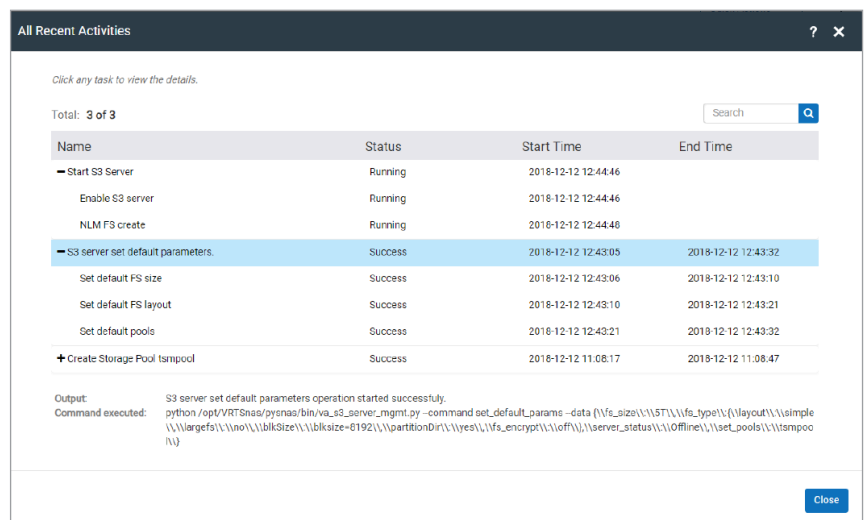 All Recent Activities ? ×
Click any task to view the details.
Total: 3 of 3 Search
Name Status Start Time End Time
Start S3 Server Running 2018-12-12 12:44:46
Enable S3 server Running 2018-12-12 12:44:46
NLM FS create Running 2018-12-12 12:44:48
S3 server set default parameters. Success 2018-12-12 12:43:05 2018-12-12 12:43:32
Set default FS size Success 2018-12-12 12:43:06 2018-12-12 12:43:10
Set default FS layout Success 2018-12-12 12:43:10 2018-12-12 12:43:21
Set default pools Success 2018-12-12 12:43:21 2018-12-12 12:43:32
Create Storage Pool tsmpool Success 2018-12-12 11:08:17 2018-12-12 11:08:47
Output: S3 server set default parameters operation started successfuly.
Command executed: python /opt/VRTSnas/pysnas/bin/va_s3_server_mgmt.py --command set_default_params --data {\\fs_size\\:\\5T\\,\\fs_type\\:{\\layout\\:\\simple
\\,\\largefs\\:\\no\\,\\blkSize\\:\\blksize=8192\\,\\partitionDir\\:\\yes\\,\\fs_encrypt\\:\\off\\},\\server_status\\:\\Offline\\,\\set_pools\\:\\tsmpoo
l\\}
Close